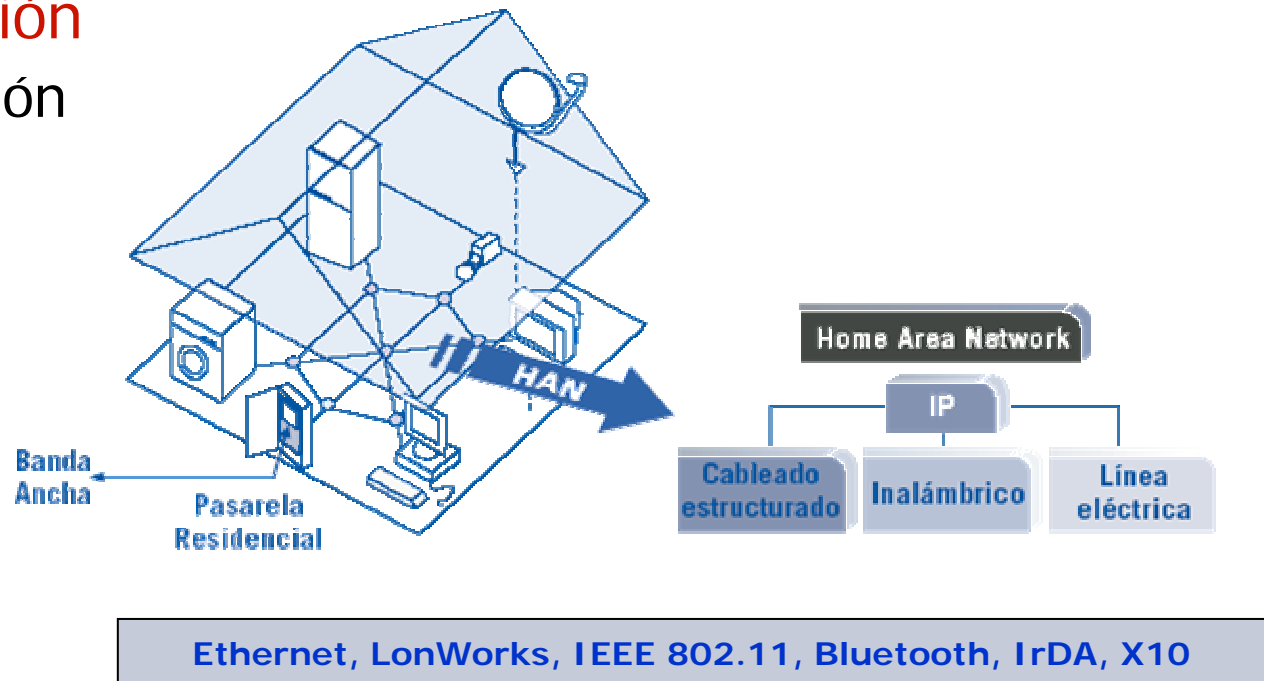 ión
ón
HAN
Home Area Network
IP
Cableado
estructurado
Inalámbrico
Línea
eléctrica
Banda
Ancha
Pasarela
Residencial
Ethernet, LonWorks, IEEE 802.11, Bluetooth, IrDA, X10